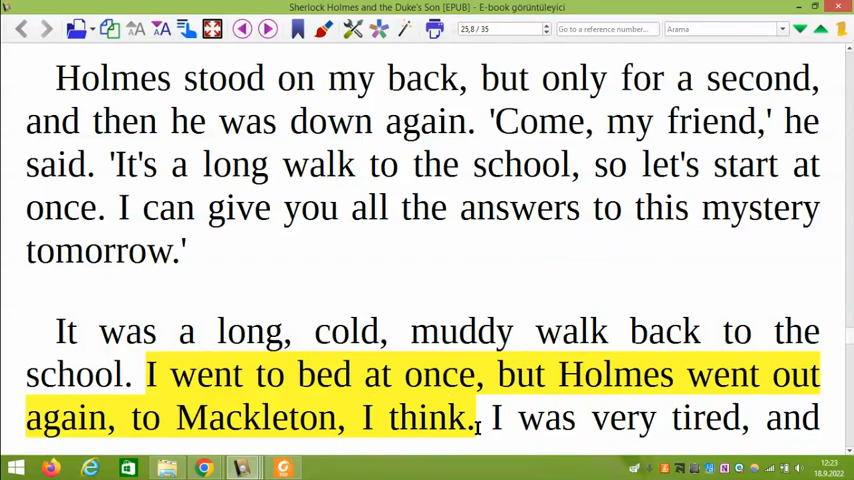 Sherlock Holmes and the Duke's Son [EPUB] - E-book görüntüleyici
25,8 / 35
Go to a reference number...
Arama
Holmes stood on my back, but only for a second,
and then he was down again. 'Come, my friend,' he
said. 'It's a long walk to the school, so let's start at
once. I can give you all the answers to this mystery
tomorrow.'
It was a long, cold, muddy walk back to the
school. I went to bed at once, but Holmes went out
again, to Mackleton, I think. I was very tired, and
12:23
18.9.2022